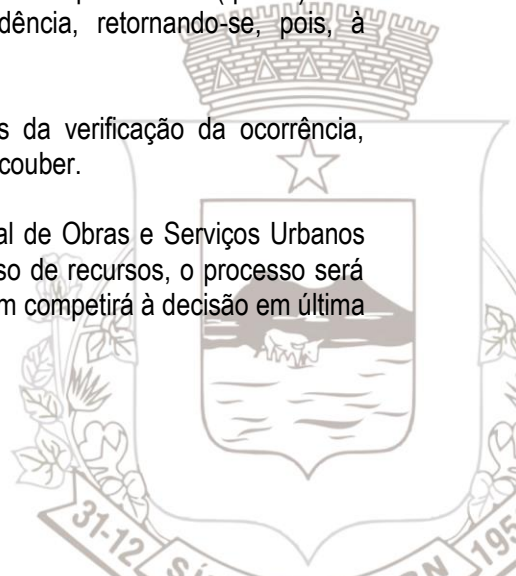 dência, retornando-se, pois, à
s da verificação da ocorrência,
couber.
al de Obras e Serviços Urbanos
so de recursos, o processo será
m competirá à decisão em última
31-12
195